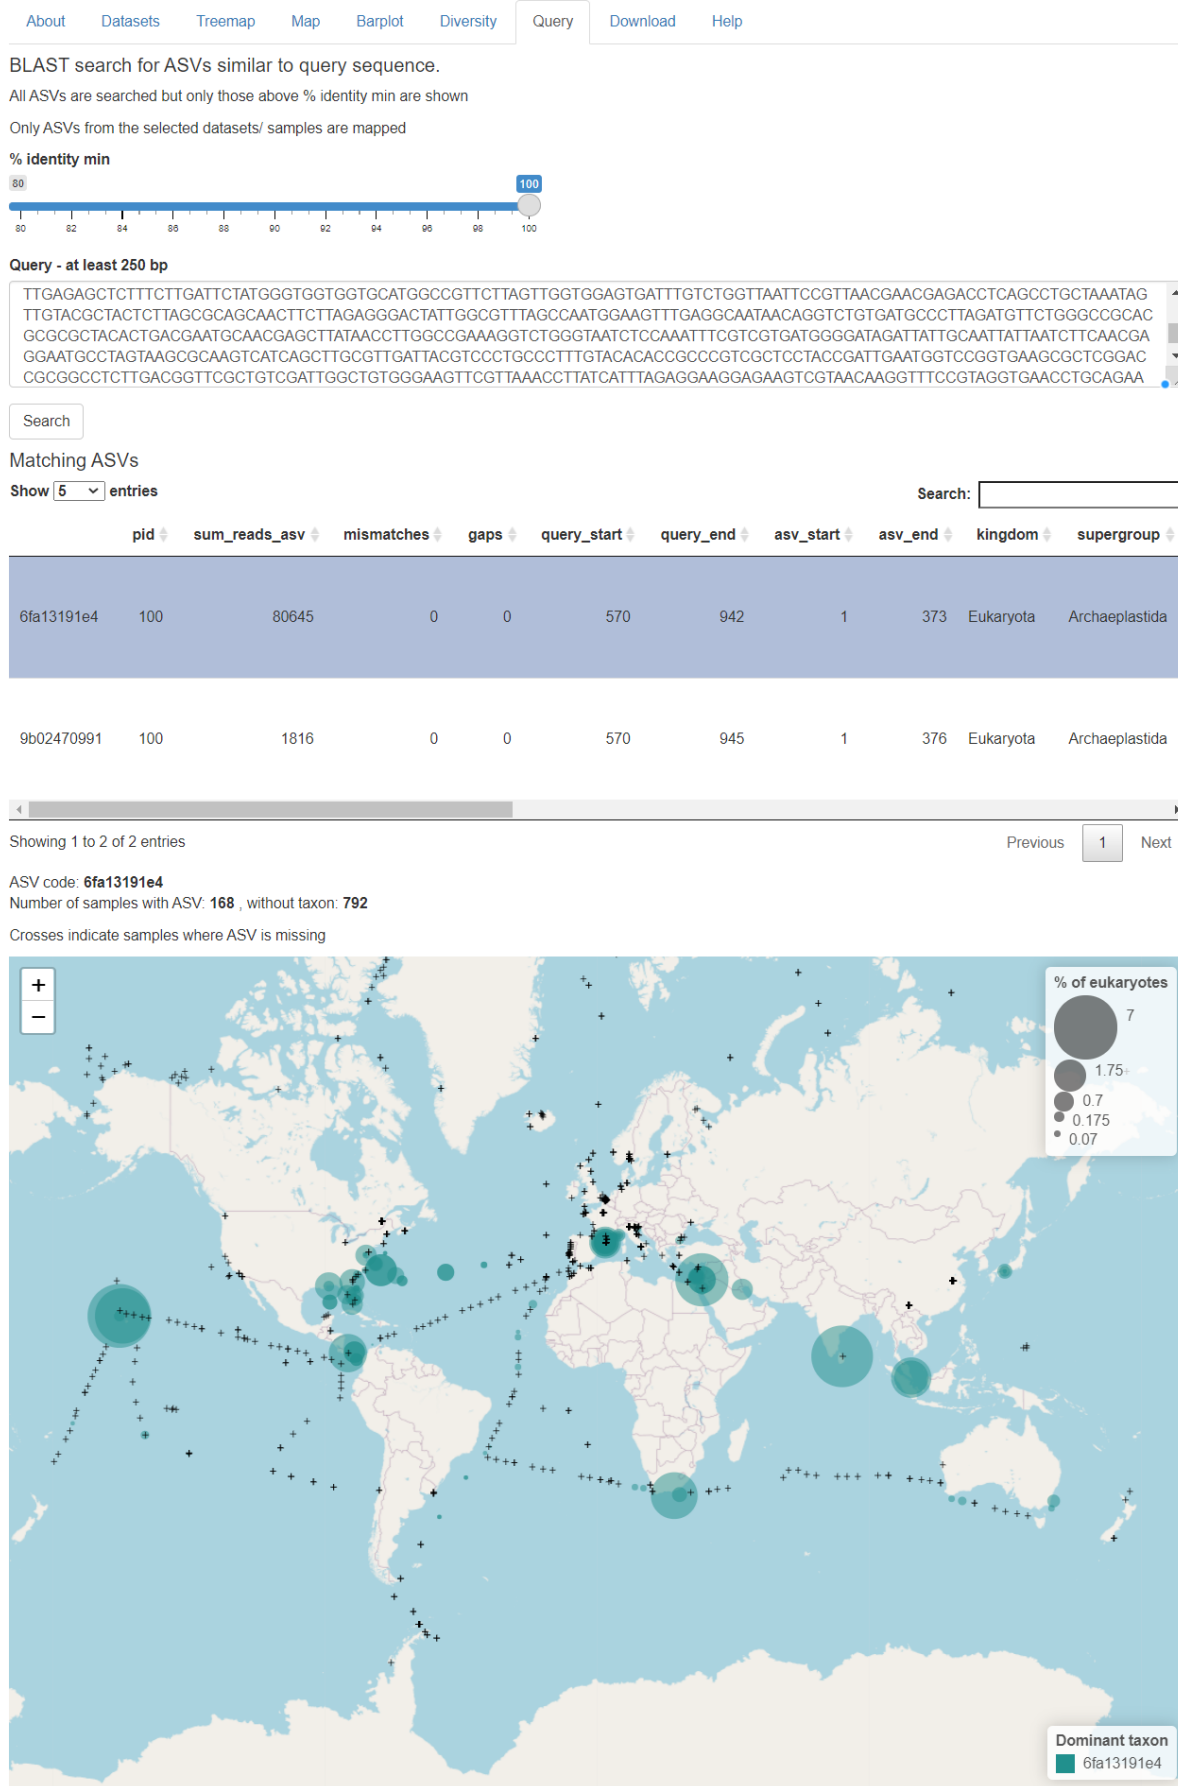 About Datasets Treemap Map Barplot Diversity Query Download Help
BLAST search for ASVs similar to query sequence.
All ASVs are searched but only those above % identity min are shown
Only ASVs from the selected datasets/ samples are mapped
% identity min
80 100
80 82 84 86 88 90 92 94 96 98 100
Query - at least 250 bp
TTGAGAGCTCTTTCTTGATTCTATGGGTGGTGGTGCATGGCCGTTCTTAGTTGGTGGAGTGATTTGTCTGGTTAATTCCGTTAACGAACGAGACCTCAGCCTGCTAAATAG
TTGTACGCTACTCTTAGCGCAGCAACTTCTTAGAGGGACTATTGGCGTTTAGCCAATGGAAGTTTGAGGCAATAACAGGTCTGTGATGCCCTTAGATGTTCTGGGCCGCAC
GCGCGCTACACTGACGAATGCAACGAGCTTATAACCTTGGCCGAAAGGTCTGGGTAATCTCCAAATTTCGTCGTGATGGGGATAGATTATTGCAATTATTAATCTTCAACGA
GGAATGCCTAGTAAGCGCAAGTCATCAGCTTGCGTTGATTACGTCCCTGCCCTTTGTACACACCGCCCGTCGCTCCTACCGATTGAATGGTCCGGTGAAGCGCTCGGAC
CGCGGCCTCTTGACGGTTCGCTGTCGATTGGCTGTGGGAAGTTCGTTAAACCTTATCATTTAGAGGAAGGAGAAGTCGTAACAAGGTTTCCGTAGGTGAACCTGCAGAA
Search
Matching ASVs
Show 5 entries
Search:
pid sum_reads_asv mismatches gaps query_start query_end asv_start asv_end kingdom supergroup
6fa13191e4 100 80645 0 0 570 942 1 373 Eukaryota Archaeplastida
9b02470991 100 1816 0 0 570 945 1 376 Eukaryota Archaeplastida
Showing 1 to 2 of 2 entries
Previous 1 Next
ASV code: 6fa13191e4
Number of samples with ASV: 168 , without taxon: 792
Crosses indicate samples where ASV is missing
+
−
% of eukaryotes
7
1.75
0.7
0.175
0.07
Dominant taxon
6fa13191e4